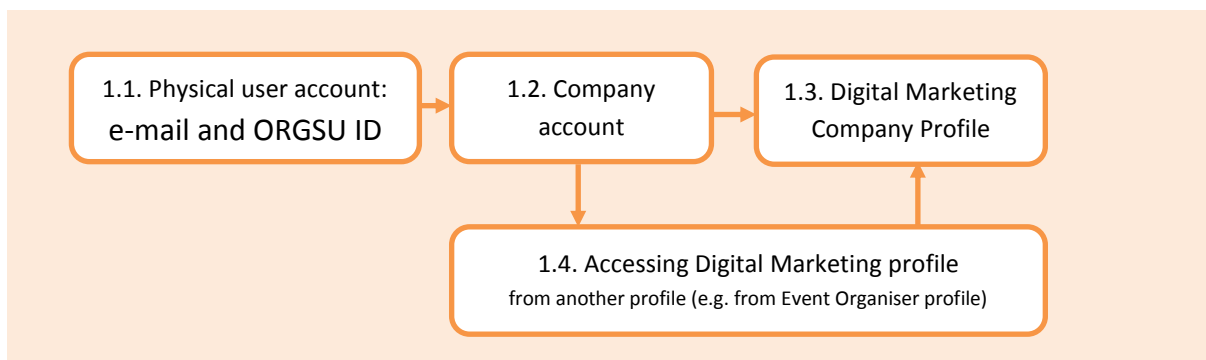 1.1. Physical user account:
e-mail and ORGSU ID
1.2. Company
account
1.3. Digital Marketing
Company Profile
1.4. Accessing Digital Marketing profile
from another profile (e.g. from Event Organiser profile)